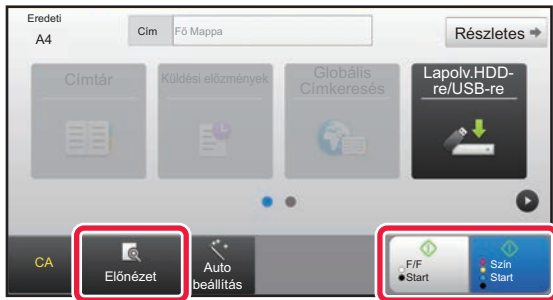 Eredeti
A4
Cím
Fő Mappa
Részletes
Címtár
Küldési előzmények
Globális
Címkeresés
Lapolv.HDD-
re/USB-re
CA
Előnézet
Auto
beállítás
F/F
Start
Szín
Start